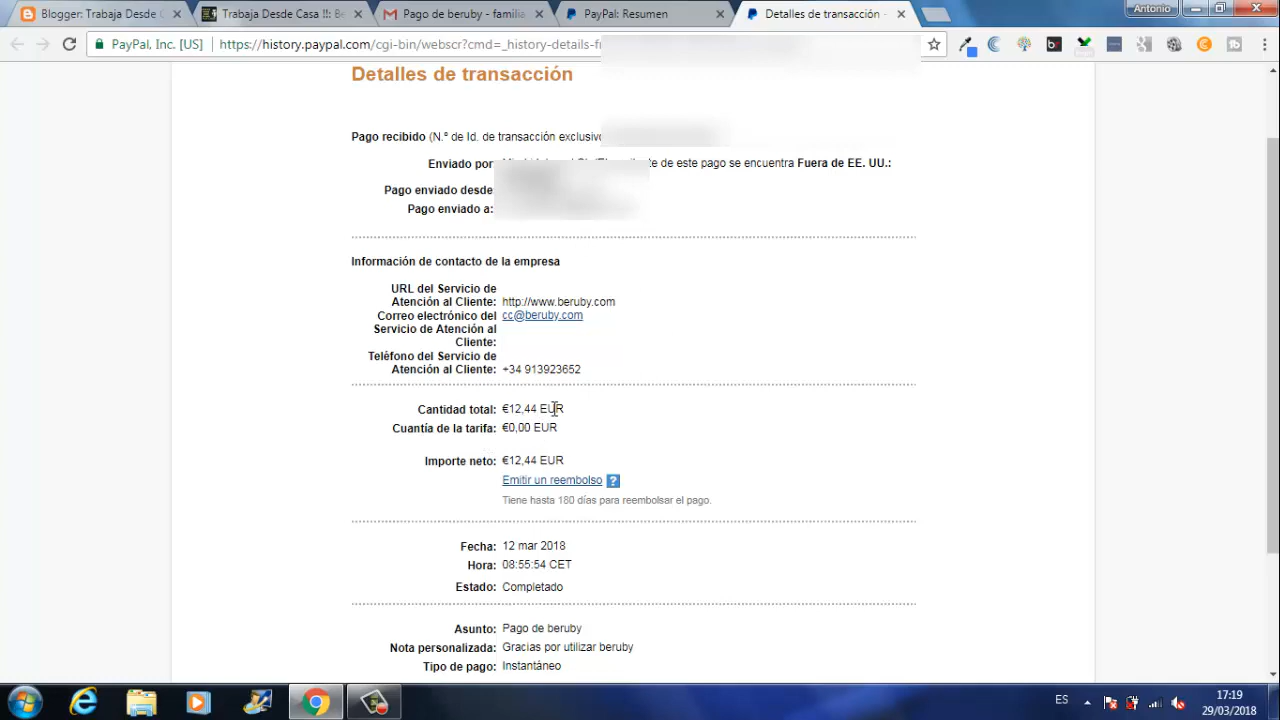 Blogger: Trabaja Desde C
Trabaja Desde Casa !!: Be
Pago de beruby - familia
PayPal: Resumen
Detalles de transacción -
Antonio
PayPal, Inc. [US]
https://history.paypal.com/cgi-bin/webscr?cmd=_history-details-f
Detalles de transacción
Pago recibido (N.º de Id. de transacción exclusivo
Enviado por de este pago se encuentra Fuera de EE. UU.:
Pago enviado desde
Pago enviado a:
Información de contacto de la empresa
URL del Servicio de
Atención al Cliente: http://www.beruby.com
Correo electrónico del cc@beruby.com
Servicio de Atención al
Cliente:
Teléfono del Servicio de
Atención al Cliente: +34 913923652
Cantidad total: €12,44 EUR
Cuantía de la tarifa: €0,00 EUR
Importe neto: €12,44 EUR
Emitir un reembolso ?
Tiene hasta 180 días para reembolsar el pago.
Fecha: 12 mar 2018
Hora: 08:55:54 CET
Estado: Completado
Asunto: Pago de beruby
Nota personalizada: Gracias por utilizar beruby
Tipo de pago: Instantáneo
ES
17:19
29/03/2018